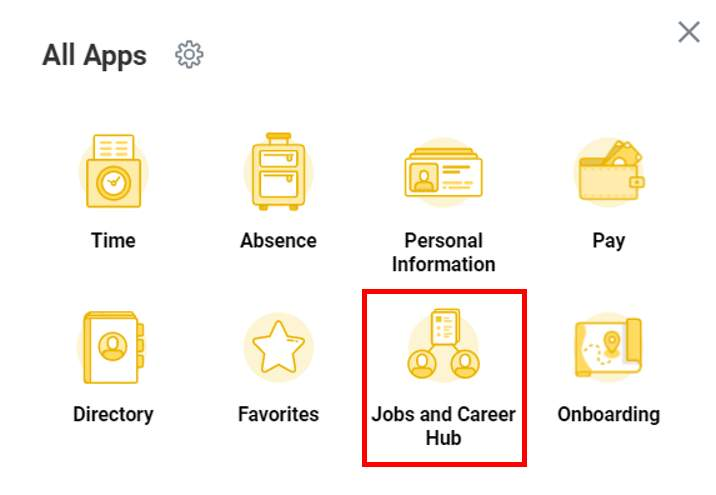 All Apps
Time
Absence
Personal
Information
Pay
Directory
Favorites
Jobs and Career
Hub
Onboarding